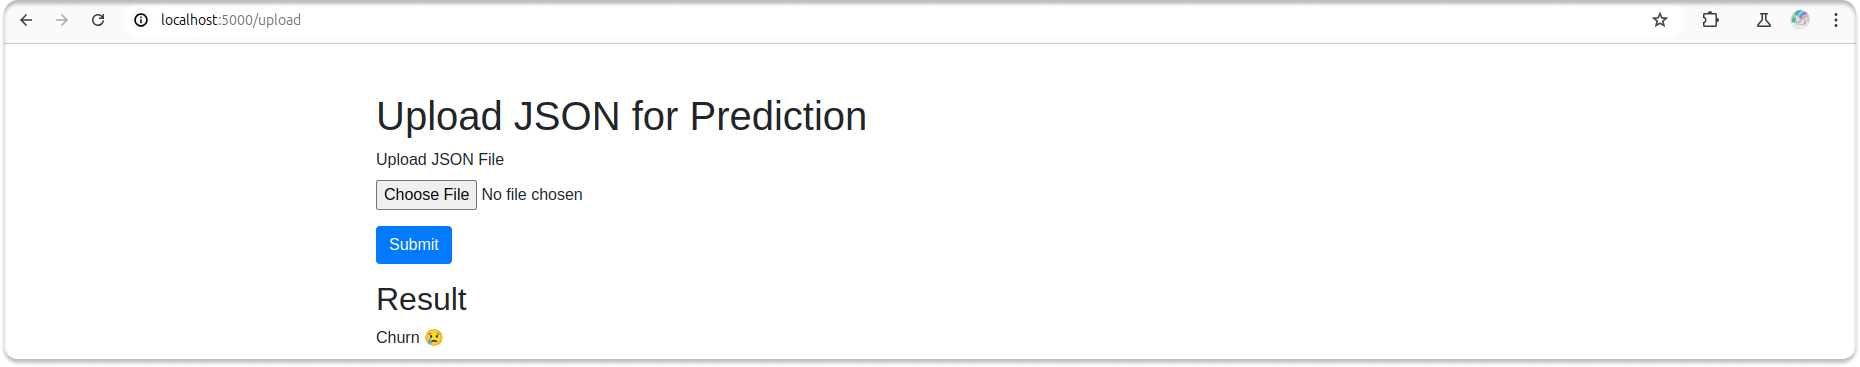 localhost:5000/upload
Upload JSON for Prediction
Upload JSON File
Choose File No file chosen
Submit
Result
Churn 😢